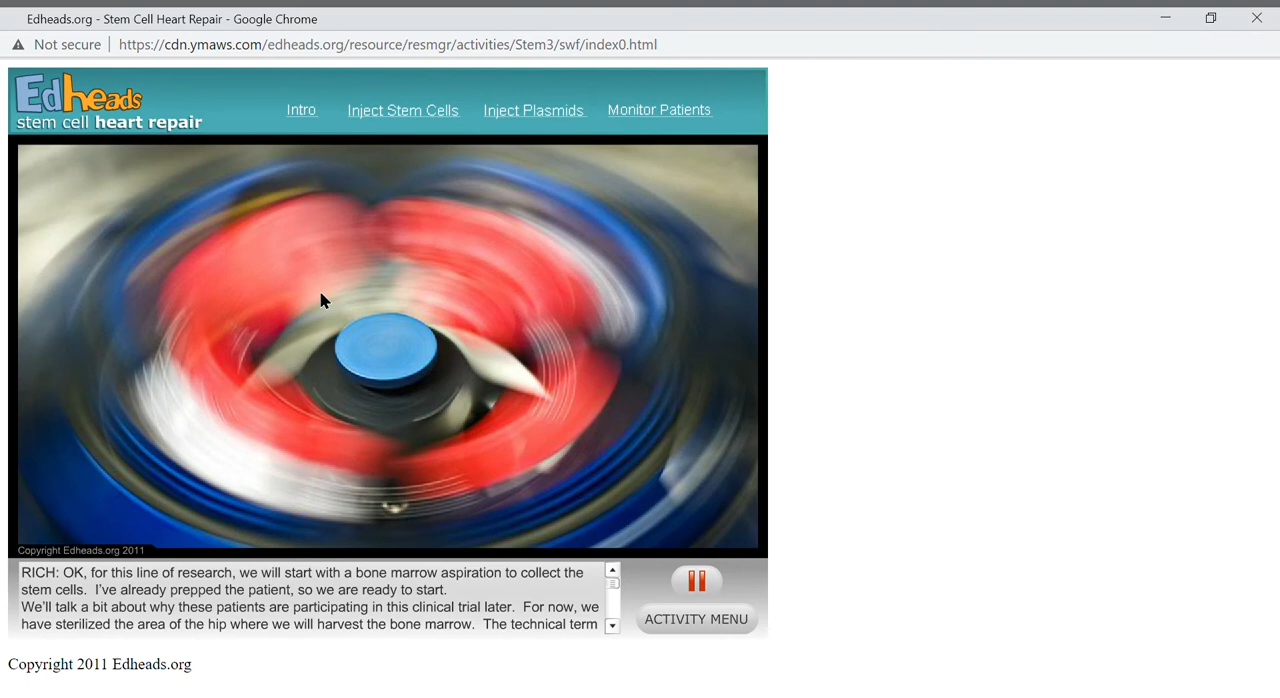 Edheads.org - Stem Cell Heart Repair - Google Chrome
Not secure | https://cdn.ymaws.com/edheads.org/resource/resmgr/activities/Stem3/swf/index0.html
Edheads
stem cell heart repair
Intro Inject Stem Cells Inject Plasmids Monitor Patients
Copyright Edheads.org 2011
RICH: OK, for this line of research, we will start with a bone marrow aspiration to collect the
stem cells. I've already prepped the patient, so we are ready to start.
We'll talk a bit about why these patients are participating in this clinical trial later. For now, we
have sterilized the area of the hip where we will harvest the bone marrow. The technical term
ACTIVITY MENU
Copyright 2011 Edheads.org